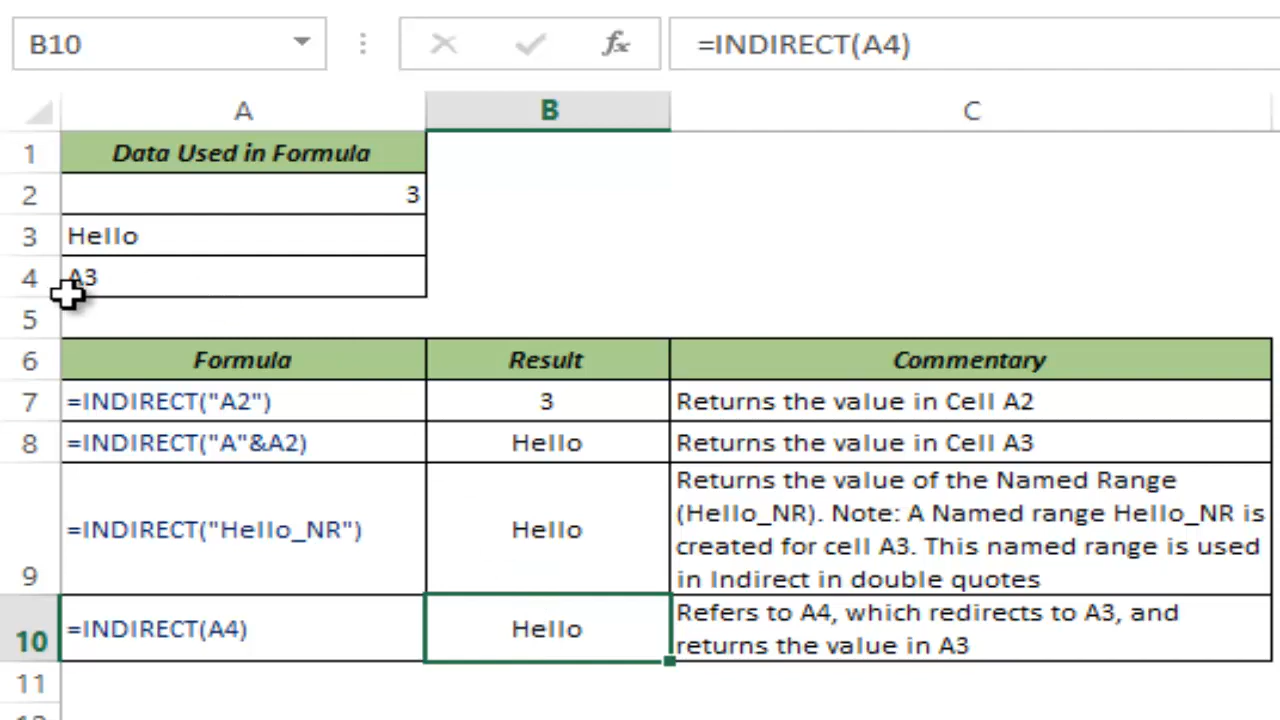 B10
fx
=INDIRECT(A4)
A B C
1 Data Used in Formula
2 3
3 Hello
4 A3
5
6 Formula Result Commentary
7 =INDIRECT("A2") 3 Returns the value in Cell A2
8 =INDIRECT("A"&A2) Hello Returns the value in Cell A3
Returns the value of the Named Range
(Hello_NR). Note: A Named range Hello_NR is
=INDIRECT("Hello_NR") Hello
created for cell A3. This named range is used
9 in Indirect in double quotes
Refers to A4, which redirects to A3, and
10 =INDIRECT(A4) Hello
returns the value in A3
11